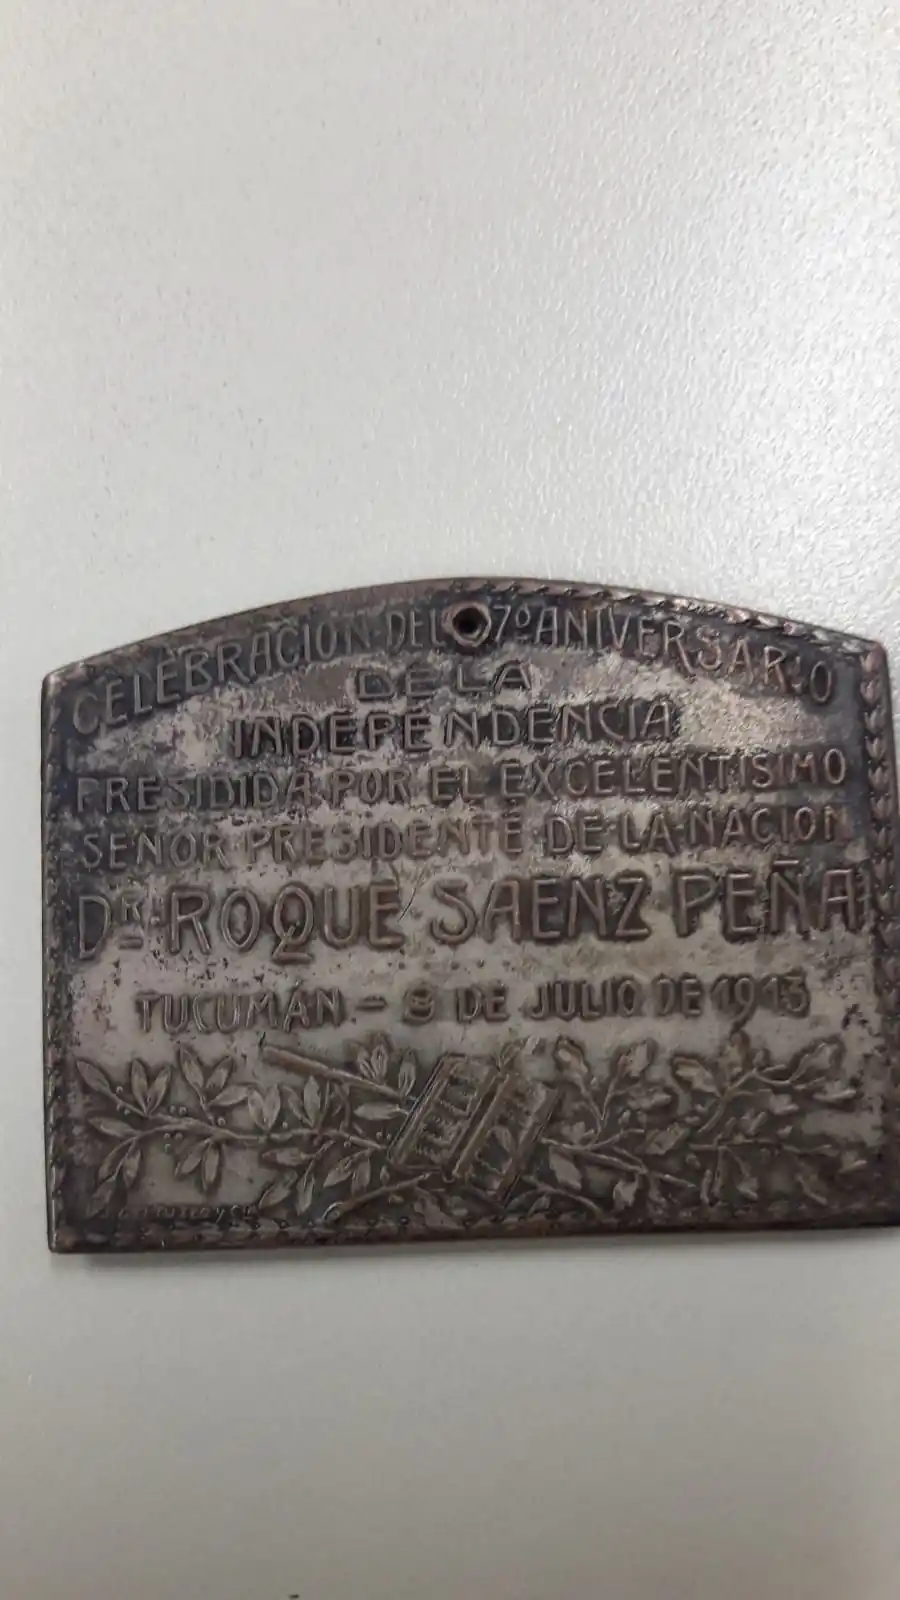 CELEBRACION DEL 7º ANIVERSARIO
DE LA
INDEPENDENCIA
PRESIDIDA POR EL EXCELENTISIMO
SEÑOR PRESIDENTE DE LA NACION
DR. ROQUE SAENZ PEÑA
TUCUMÁN - 9 DE JULIO DE 1913